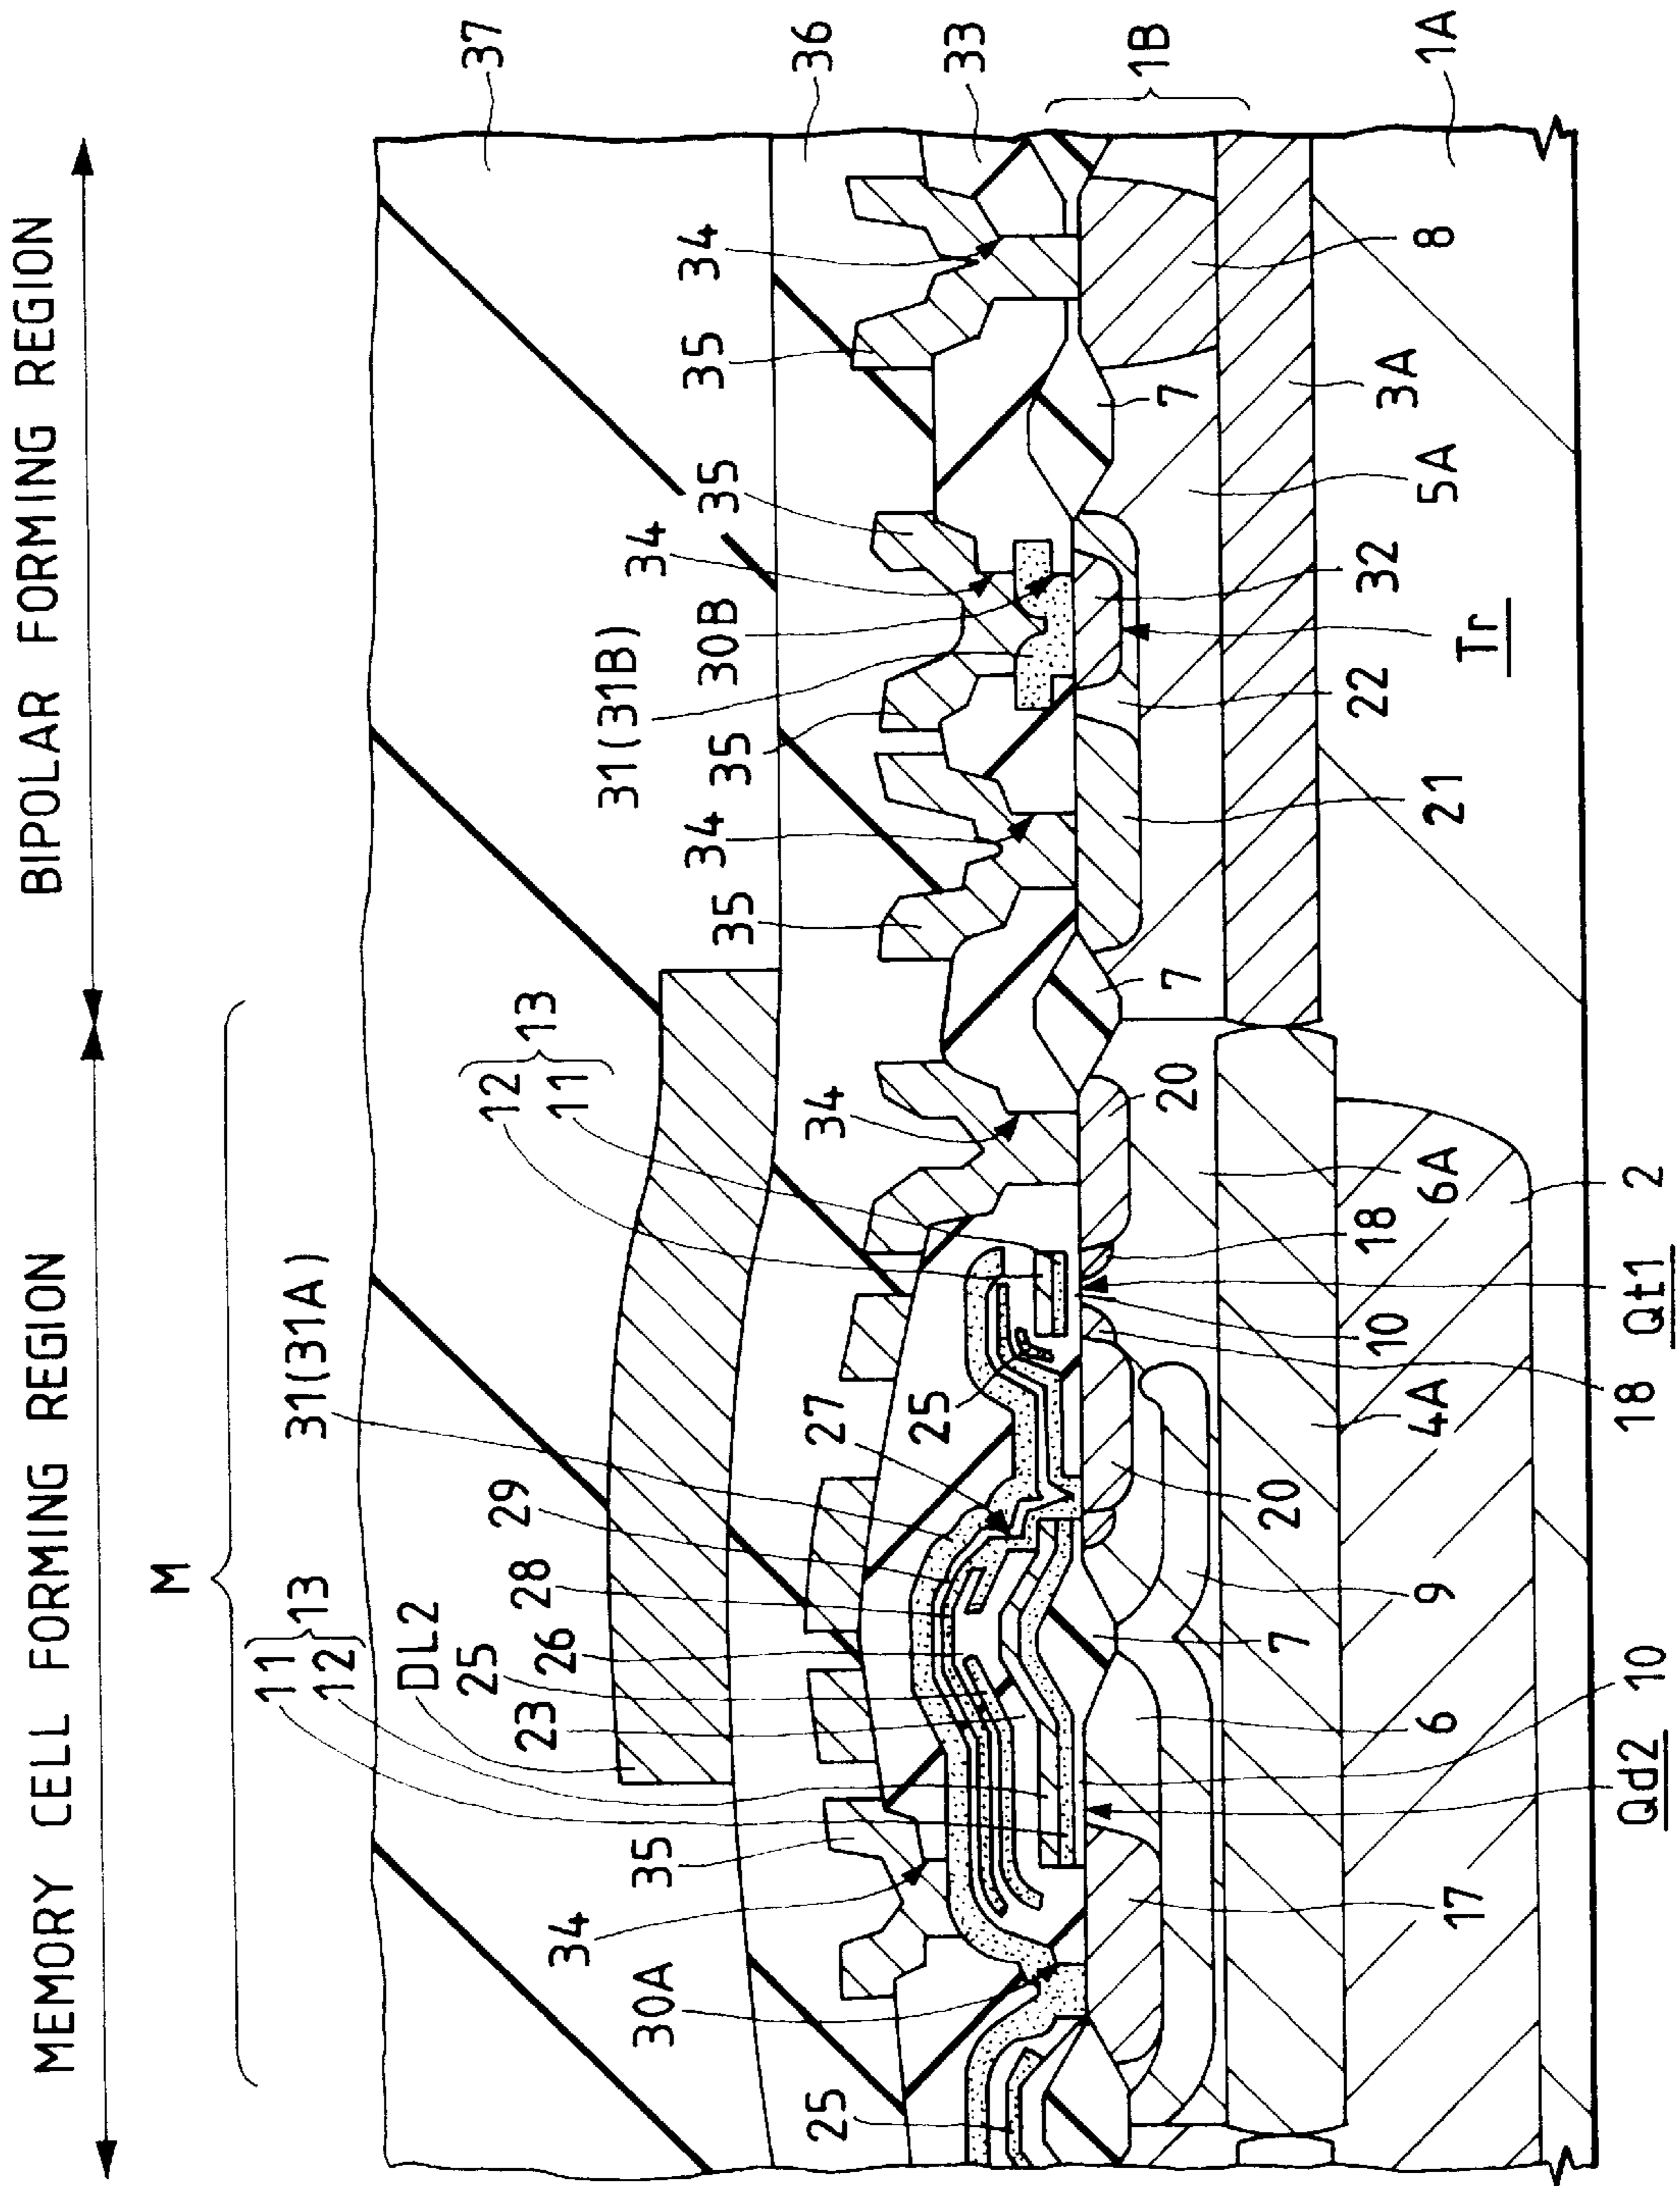 MEMORY CELL FORMING REGION
BIPOLAR FORMING REGION
M
11
12
13
DL2
25
23
26
28
29
31(31A)
12
11
13
37
36
33
1B
1A
34
35
35
34
31(31B)
30B
35
34
35
34
27
25
35
34
30A
25
8
7
3A
5A
32
Tr
22
21
7
20
6A
2
18
Qt1
10
18
4A
20
9
7
10
6
Qd2
17